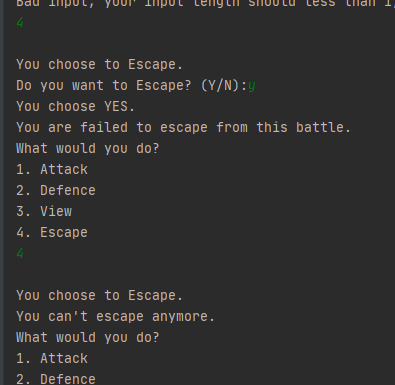 Bad input, your input length should less than 1,
4
You choose to Escape.
Do you want to Escape? (Y/N):y
You choose YES.
You are failed to escape from this battle.
What would you do?
1. Attack
2. Defence
3. View
4. Escape
4
You choose to Escape.
You can't escape anymore.
What would you do?
1. Attack
2. Defence